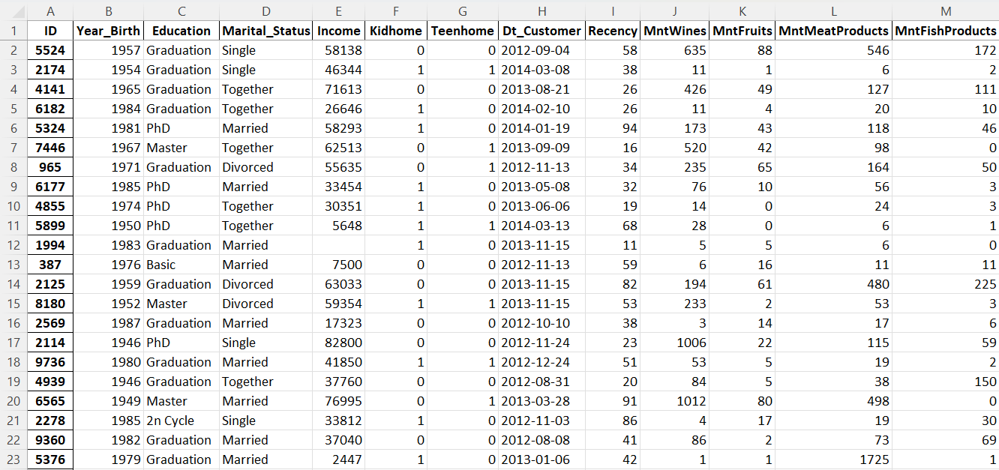 A B C D E F G H I J K L M
1 ID Year_Birth Education Marital_Status Income Kidhome Teenhome Dt_Customer Recency MntWines MntFruits MntMeatProducts MntFishProducts
2 5524 1957 Graduation Single 58138 0 0 2012-09-04 58 635 88 546 172
3 2174 1954 Graduation Single 46344 1 1 2014-03-08 38 11 1 6 2
4 4141 1965 Graduation Together 71613 0 0 2013-08-21 26 426 49 127 111
5 6182 1984 Graduation Together 26646 1 0 2014-02-10 26 11 4 20 10
6 5324 1981 PhD Married 58293 1 0 2014-01-19 94 173 43 118 46
7 7446 1967 Master Together 62513 0 1 2013-09-09 16 520 42 98 0
8 965 1971 Graduation Divorced 55635 0 1 2012-11-13 34 235 65 164 50
9 6177 1985 PhD Married 33454 1 0 2013-05-08 32 76 10 56 3
10 4855 1974 PhD Together 30351 1 0 2013-06-06 19 14 0 24 3
11 5899 1950 PhD Together 5648 1 1 2014-03-13 68 28 0 6 1
12 1994 1983 Graduation Married 1 0 2013-11-15 11 5 5 6 0
13 387 1976 Basic Married 7500 0 0 2012-11-13 59 6 16 11 11
14 2125 1959 Graduation Divorced 63033 0 0 2013-11-15 82 194 61 480 225
15 8180 1952 Master Divorced 59354 1 1 2013-11-15 53 233 2 53 3
16 2569 1987 Graduation Married 17323 0 0 2012-10-10 38 3 14 17 6
17 2114 1946 PhD Single 82800 0 0 2012-11-24 23 1006 22 115 59
18 9736 1980 Graduation Married 41850 1 1 2012-12-24 51 53 5 19 2
19 4939 1946 Graduation Together 37760 0 0 2012-08-31 20 84 5 38 150
20 6565 1949 Master Married 76995 0 1 2013-03-28 91 1012 80 498 0
21 2278 1985 2n Cycle Single 33812 1 0 2012-11-03 86 4 17 19 30
22 9360 1982 Graduation Married 37040 0 0 2012-08-08 41 86 2 73 69
23 5376 1979 Graduation Married 2447 1 0 2013-01-06 42 1 1 1725 1